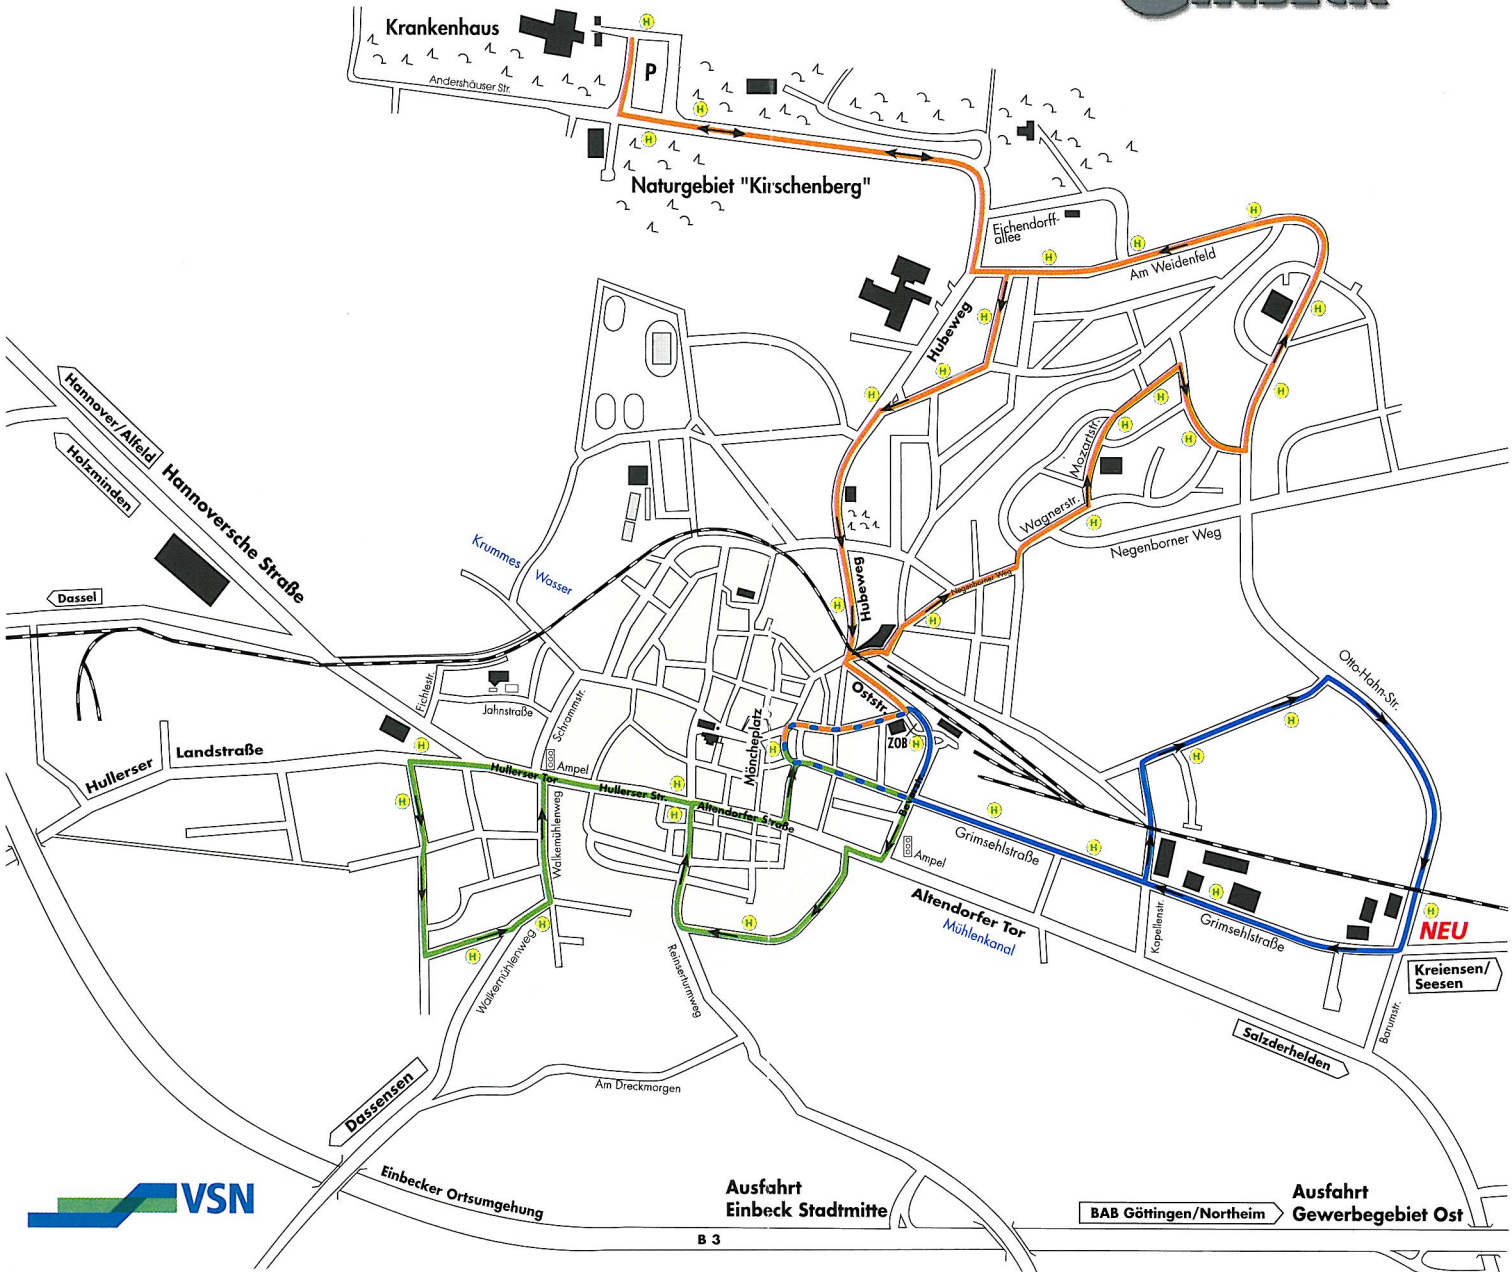 EINBECK
Krankenhaus
H
P
Andershäuser Str.
H
H
Naturgebiet "Kirschenberg"
Eichendorff-
allee
H
H
H
Am Weidenfeld
H
H
Hubeweg
H
H
H
H
H
H
Mozartstr.
Wagnerstr.
H
Negenborner Weg
Hannover/Alfeld
Holzminden
Hannoversche Straße
Krummes Wasser
Dassel
Hubeweg
H
Negenborner Weg
H
Otto-Hahn-Str.
Fichtestr.
Jahnstraße
Schrammstr.
Oststr.
ZOB
H
Möncheplatz
H
H
H
Landstraße
Hullerser
H
Ampel
Hullerser Tor
Hullerser Str.
H
H
Altendorfer Straße
H
Walkemühlenweg
Beverstr.
H
Grimsehlstraße
H
Ampel
Altendorfer Tor
Mühlenkanal
H
Kapellenstr.
Grimsehlstraße
H
NEU
H
H
H
Walkemühlenweg
Reinserturmweg
Kreiensen/
Seesen
Barumstr.
Salzderhelden
Am Dreckmorgen
Dassensen
VSN
Einbecker Ortsumgehung
Ausfahrt
Einbeck Stadtmitte
BAB Göttingen/Northeim
Ausfahrt
Gewerbegebiet Ost
B 3